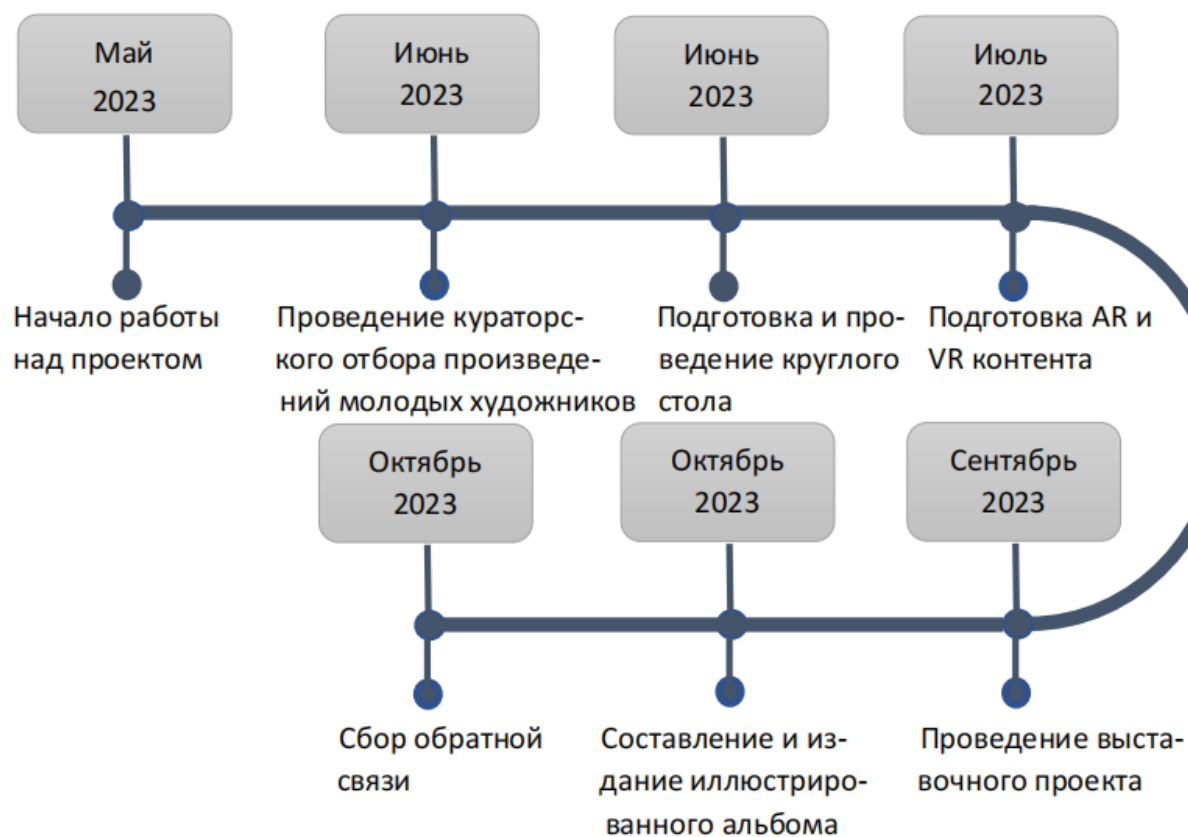 Май
2023
Июнь
2023
Июнь
2023
Июль
2023
Начало работы
над проектом
Проведение кураторс-
кого отбора произведе-
ний молодых художников
Подготовка и про-
ведение круглого
стола
Подготовка AR и
VR контента
Октябрь
2023
Октябрь
2023
Сентябрь
2023
Сбор обратной
связи
Составление и из-
дание иллюстриро-
ванного альбома
Проведение выста-
вочного проекта